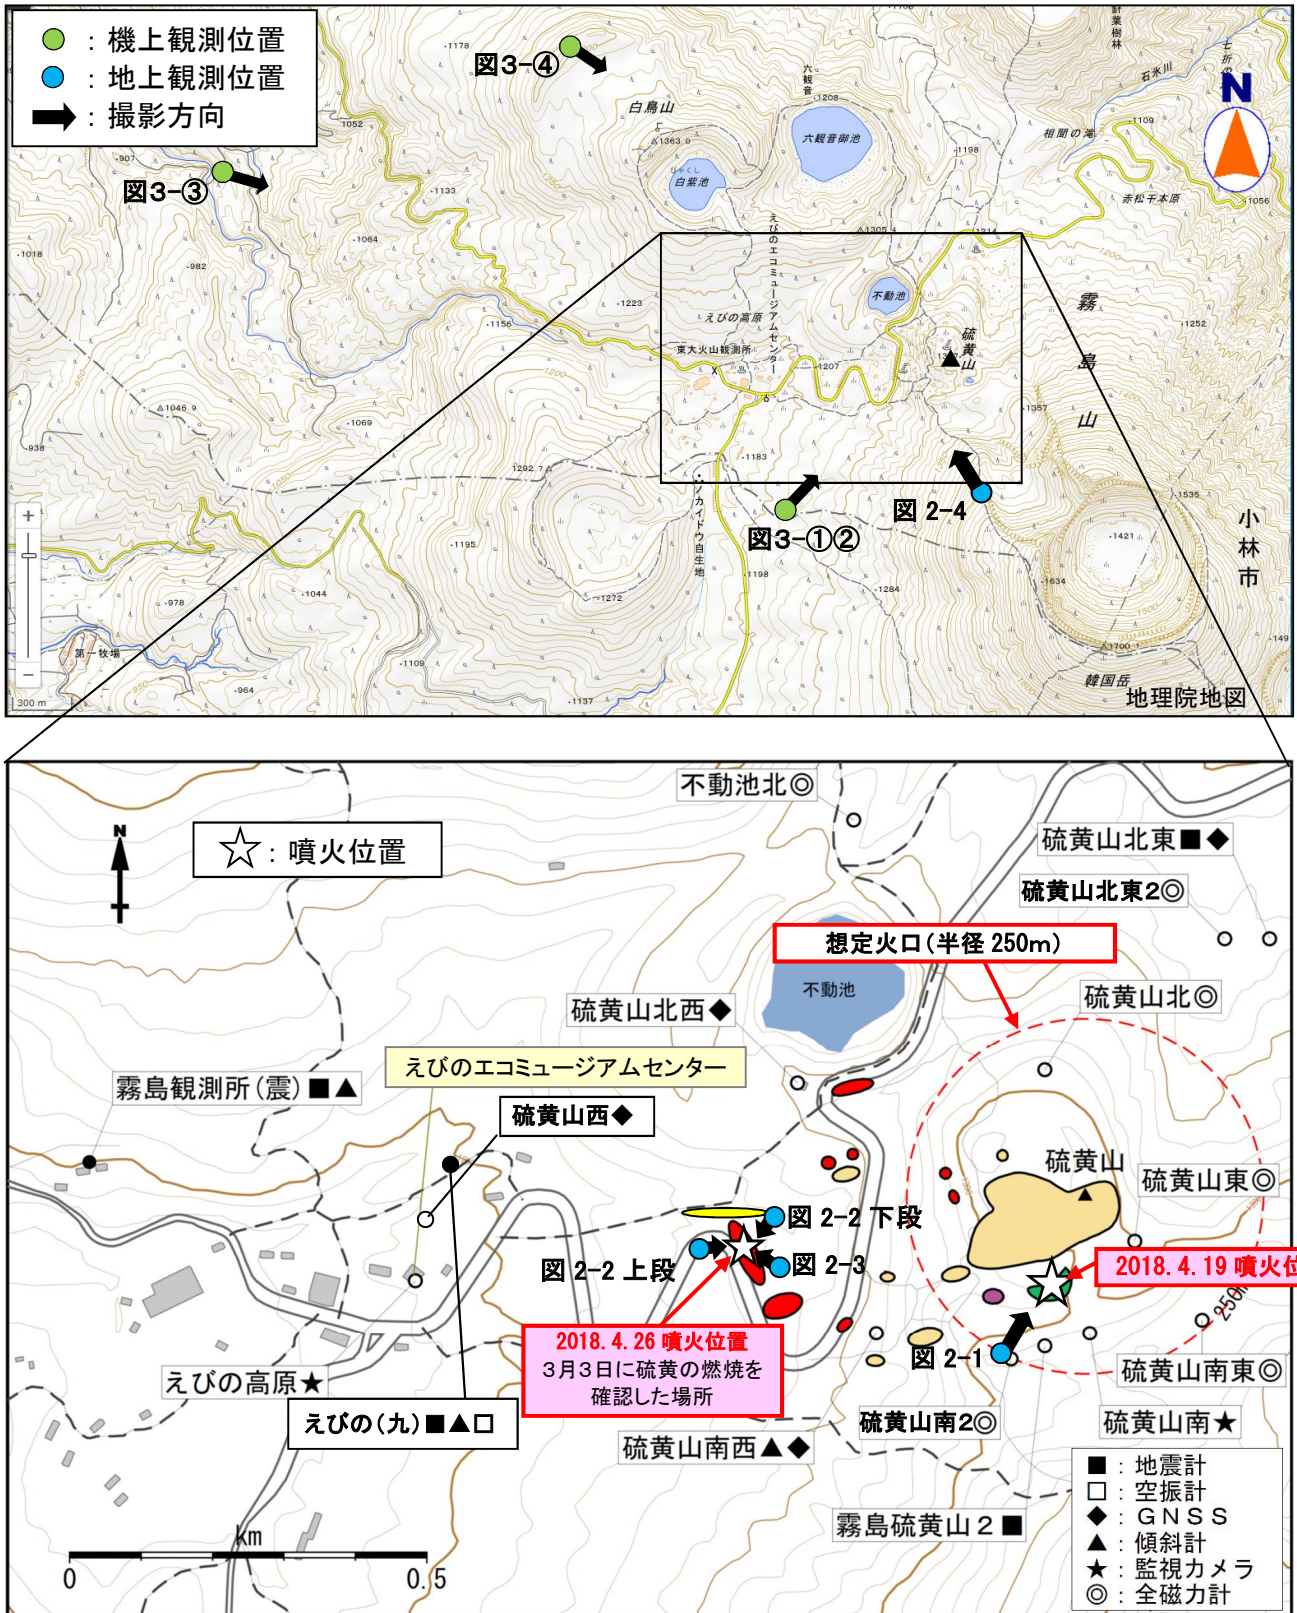 ：機上観測位置
：地上観測位置
：撮影方向
図3-④
図3-③
図3-①②
図 2-4
N
・1178
・1052
・907
白鳥山
△1363.0
びゃくし
白紫池
六観音
・1208
六観音御池
・1198
石氷川
・1109
相聞の滝
赤松千本原
・1056
・1133
・1064
・1018
・982
△1305.4
・1214
不動池
えびのエコミュージアムセンター
えびの高原
東大火山観測所
・1223
・1156
・1207
硫黄山
霧島山
・1252
△1046.9
・1069
・938
1292.7△
・1183
・1357
・1535
・1421
小林市
ノカイドウ自生地
・1195
・1198
・1044
・978
・1272
・1284
・1634
△1700.1
第一牧場
・1109
・964
・1137
韓国岳
300 m
地理院地図
N
☆：噴火位置
不動池北◎
硫黄山北東■◆
硫黄山北東2◎
想定火口（半径 250m）
不動池
硫黄山北西◆
硫黄山北◎
えびのエコミュージアムセンター
霧島観測所(震)■▲
硫黄山西◆
硫黄山
硫黄山東◎
図 2-2 下段
図 2-2 上段
図 2-3
2018.4.19 噴火位
250m
2018.4.26 噴火位置
3月3日に硫黄の燃焼を
確認した場所
図 2-1
硫黄山南東◎
えびの高原★
えびの(九)■▲□
硫黄山南2◎
硫黄山南★
硫黄山南西▲◆
霧島硫黄山2■
km
0
0.5
■：地震計
□：空振計
◆：GNSS
▲：傾斜計
★：監視カメラ
◎：全磁力計